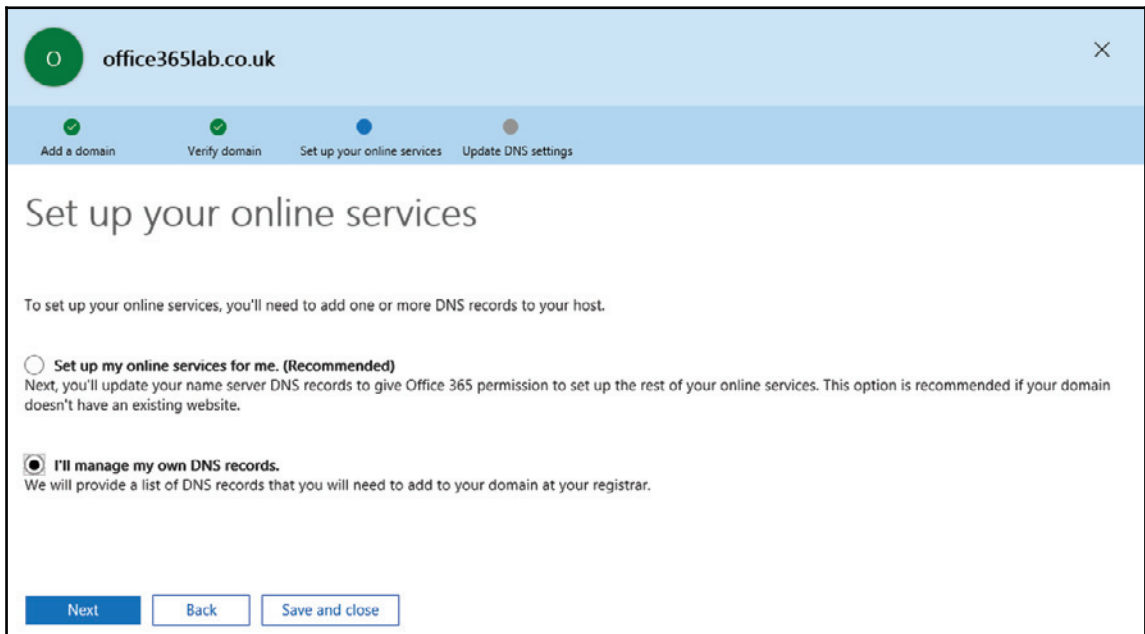 O
office365lab.co.uk
Add a domain
Verify domain
Set up your online services
Update DNS settings
Set up your online services
To set up your online services, you'll need to add one or more DNS records to your host.
Set up my online services for me. (Recommended)
Next, you'll update your name server DNS records to give Office 365 permission to set up the rest of your online services. This option is recommended if your domain
doesn't have an existing website.
I'll manage my own DNS records.
We will provide a list of DNS records that you will need to add to your domain at your registrar.
Next
Back
Save and close